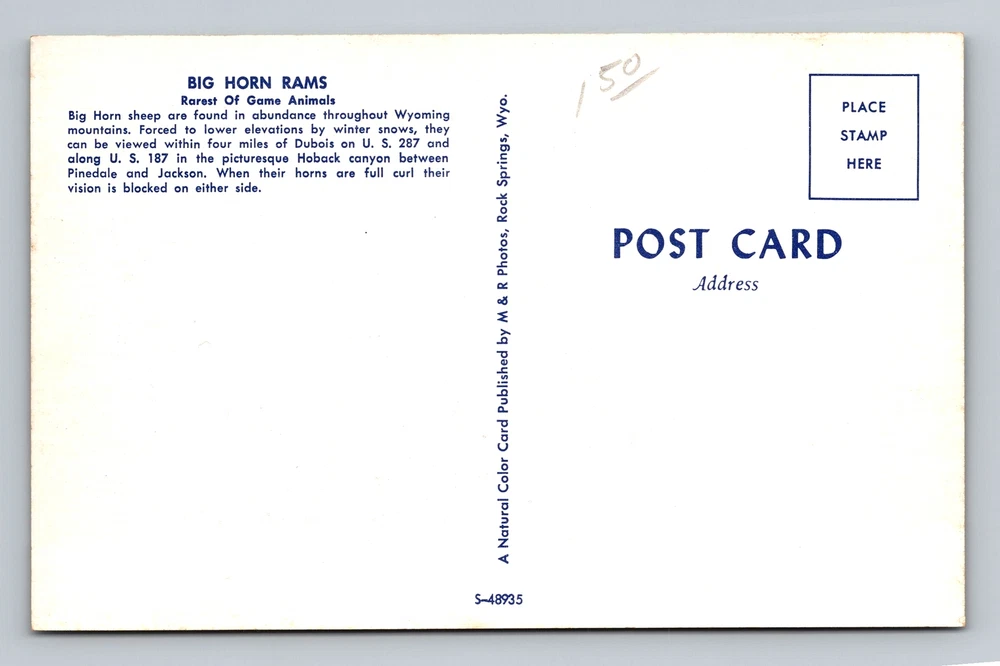 BIG HORN RAMS
Rarest Of Game Animals
Big Horn sheep are found in abundance throughout Wyoming
mountains. Forced to lower elevations by winter snows, they
can be viewed within four miles of Dubois on U. S. 287 and
along U. S. 187 in the picturesque Hoback canyon between
Pinedale and Jackson. When their horns are full curl their
vision is blocked on either side.
A Natural Color Card Published by M & R Photos, Rock Springs, Wyo.
S-48935
1 50
PLACE
STAMP
HERE
POST CARD
Address